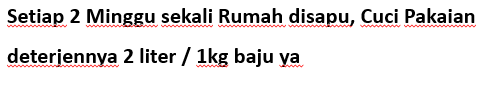 Setiap 2 Minggu sekali Rumah disapu, Cuci Pakaian
deterjennya 2 liter / 1kg baju ya